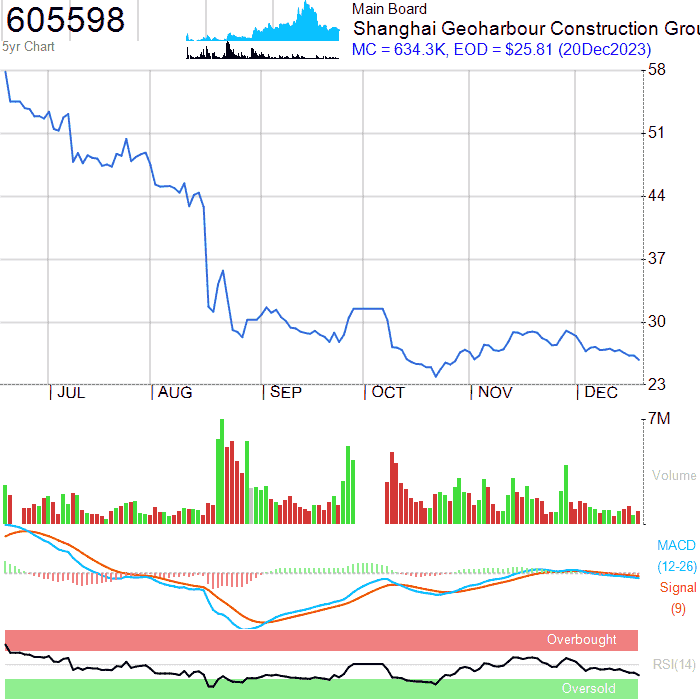 605598
5yr Chart
Main Board
Shanghai Geoharbour Construction Grou
MC = 634.3K, EOD = $25.81 (20Dec2023)
58
51
44
37
30
23
JUL
AUG
SEP
OCT
NOV
DEC
7M
Volume
MACD
(12-26)
Signal
(9)
Overbought
RSI(14)
Oversold